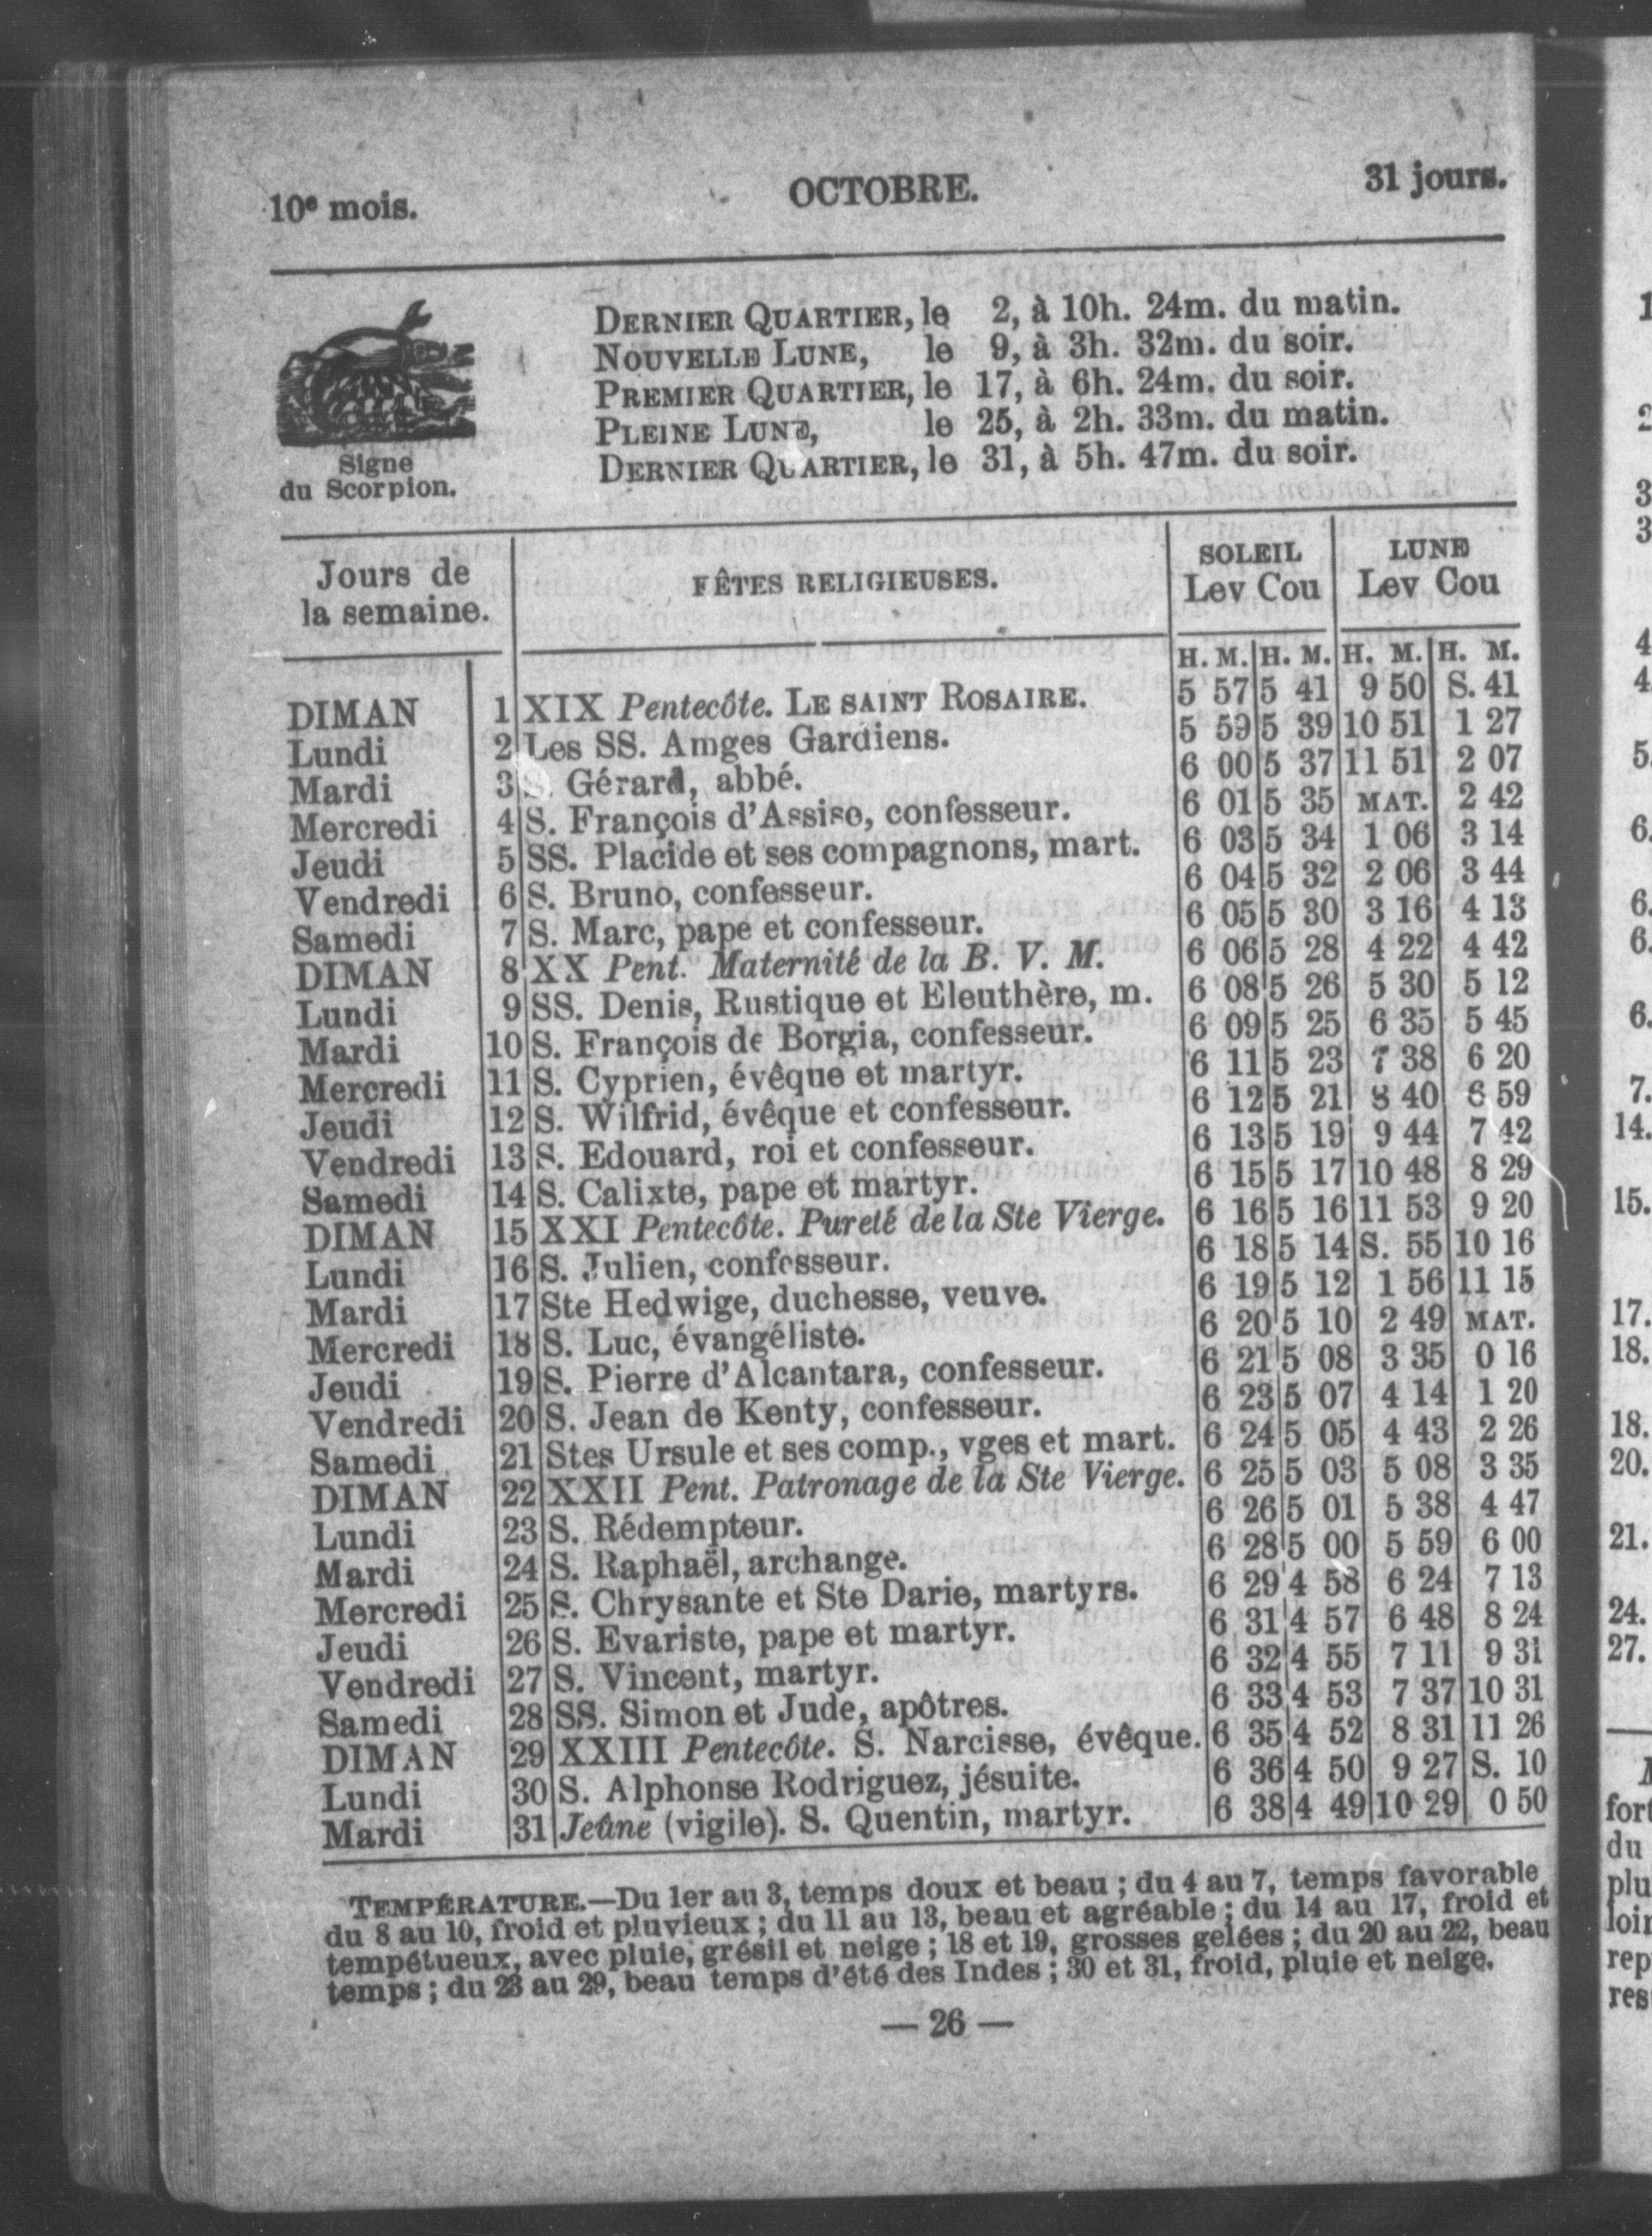 10e mois. OCTOBRE. 31 jours.
DERNIER QUARTIER, le 2, à 10h. 24m. du matin.
NOUVELLE LUNE, le 9, à 3h. 32m. du soir.
PREMIER QUARTIER, le 17, à 6h. 24m. du soir.
PLEINE LUNE, le 25, à 2h. 33m. du matin.
DERNIER QUARTIER, le 31, à 5h. 47m. du soir.
Signe
du Scorpion.
Jours de la semaine. FÊTES RELIGIEUSES. SOLEIL Lev Cou LUNE Lev Cou
H. M. H. M. H. M. H. M.
DIMAN 1 XIX Pentecôte. LE SAINT ROSAIRE. 5 57 5 41 9 50 S. 41
Lundi 2 Les SS. Amges Gardiens. 5 59 5 39 10 51 1 27
Mardi 3 S. Gérard, abbé. 6 00 5 37 11 51 2 07
Mercredi 4 S. François d'Assise, confesseur. 6 01 5 35 MAT. 2 42
Jeudi 5 SS. Placide et ses compagnons, mart. 6 03 5 34 1 06 3 14
Vendredi 6 S. Bruno, confesseur. 6 04 5 32 2 06 3 44
Samedi 7 S. Marc, pape et confesseur. 6 05 5 30 3 16 4 13
DIMAN 8 XX Pent. Maternité de la B. V. M. 6 06 5 28 4 22 4 42
Lundi 9 SS. Denis, Rustique et Eleuthère, m. 6 08 5 26 5 30 5 12
Mardi 10 S. François de Borgia, confesseur. 6 09 5 25 6 35 5 45
Mercredi 11 S. Cyprien, évêque et martyr. 6 11 5 23 7 38 6 20
Jeudi 12 S. Wilfrid, évêque et confesseur. 6 12 5 21 8 40 6 59
Vendredi 13 S. Edouard, roi et confesseur. 6 13 5 19 9 44 7 42
Samedi 14 S. Calixte, pape et martyr. 6 15 5 17 10 48 8 29
DIMAN 15 XXI Pentecôte. Pureté de la Ste Vierge. 6 16 5 16 11 53 9 20
Lundi 16 S. Julien, confesseur. 6 18 5 14 S. 55 10 16
Mardi 17 Ste Hedwige, duchesse, veuve. 6 19 5 12 1 56 11 15
Mercredi 18 S. Luc, évangéliste. 6 20 5 10 2 49 MAT.
Jeudi 19 S. Pierre d'Alcantara, confesseur. 6 21 5 08 3 35 0 16
Vendredi 20 S. Jean de Kenty, confesseur. 6 23 5 07 4 14 1 20
Samedi 21 Stes Ursule et ses comp., vges et mart. 6 24 5 05 4 43 2 26
DIMAN 22 XXII Pent. Patronage de la Ste Vierge. 6 25 5 03 5 08 3 35
Lundi 23 S. Rédempteur. 6 26 5 01 5 38 4 47
Mardi 24 S. Raphaël, archange. 6 28 5 00 5 59 6 00
Mercredi 25 S. Chrysante et Ste Darie, martyrs. 6 29 4 58 6 24 7 13
Jeudi 26 S. Evariste, pape et martyr. 6 31 4 57 6 48 8 24
Vendredi 27 S. Vincent, martyr. 6 32 4 55 7 11 9 31
Samedi 28 SS. Simon et Jude, apôtres. 6 33 4 53 7 37 10 31
DIMAN 29 XXIII Pentecôte. S. Narcisse, évêque. 6 35 4 52 8 31 11 26
Lundi 30 S. Alphonse Rodriguez, jésuite. 6 36 4 50 9 27 S. 10
Mardi 31 Jeûne (vigile). S. Quentin, martyr. 6 38 4 49 10 29 0 50
TEMPÉRATURE.—Du 1er au 3, temps doux et beau ; du 4 au 7, temps favorable
du 8 au 10, froid et pluvieux ; du 11 au 13, beau et agréable ; du 14 au 17, froid et
tempétueux, avec pluie, grésil et neige ; 18 et 19, grosses gelées ; du 20 au 22, beau
temps ; du 23 au 29, beau temps d'été des Indes ; 30 et 31, froid, pluie et neige.
— 26 —
4
5.
6.
6.
6.
6.
7.
14.
15.
17.
18.
18.
20.
21.
24.
27.
fort
du
plu
loin
rep
res